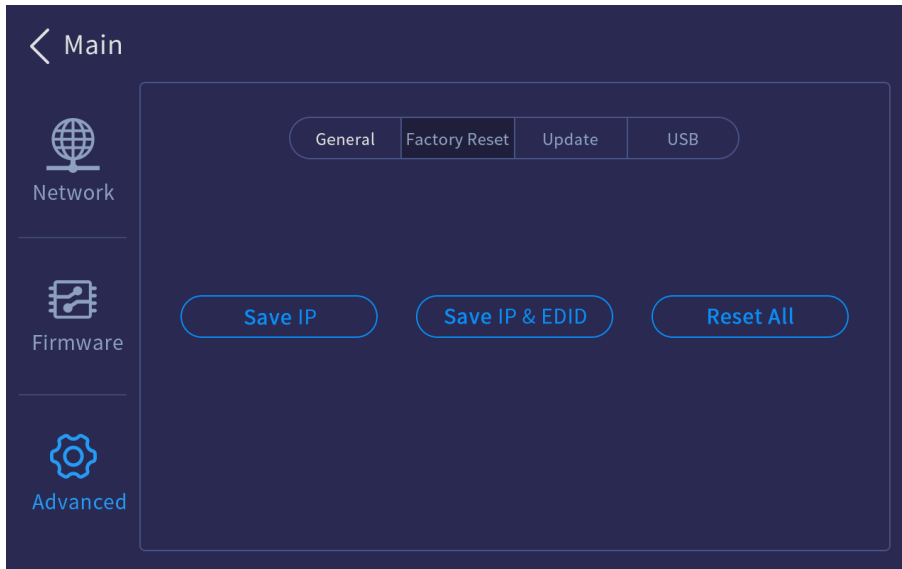 Main
Network
Firmware
Advanced
General Factory Reset Update USB
Save IP Save IP & EDID Reset All